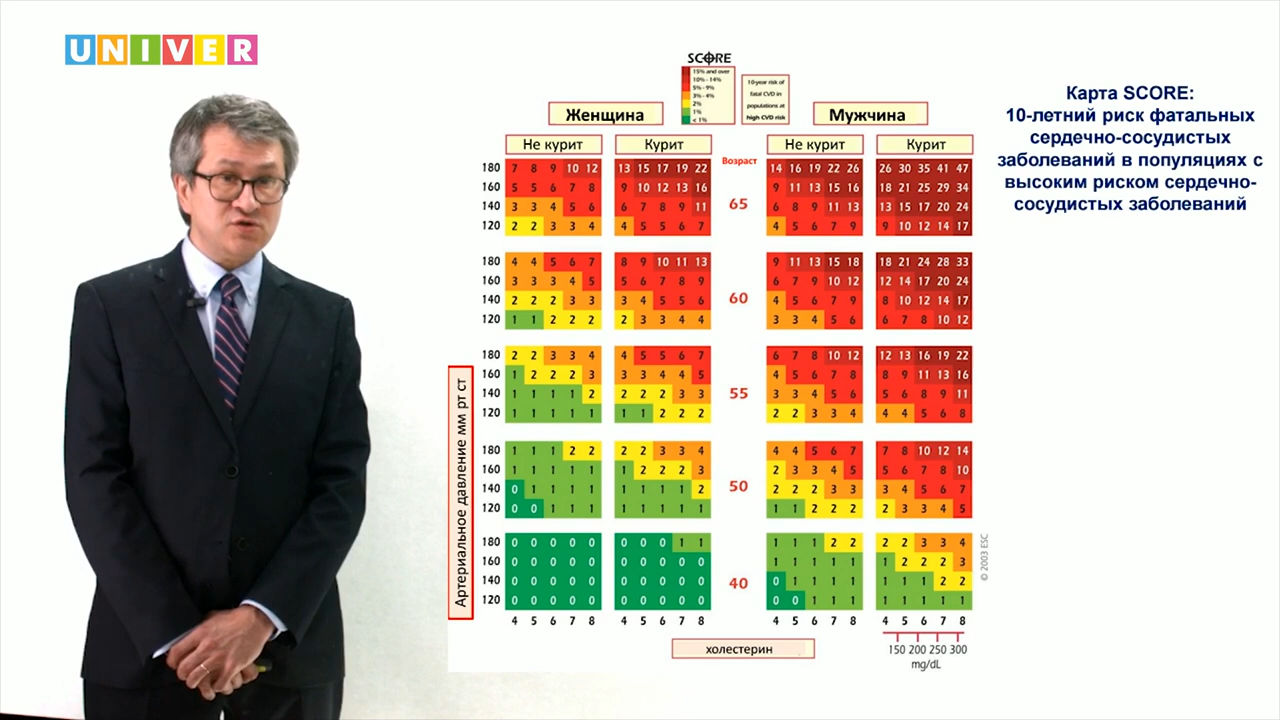 UNIVER
SCORE
15% and over
10% - 14%
5% - 9%
3% - 4%
2%
1%
< 1%
10-year risk of
fatal CVD in
populations at
high CVD risk
Карта SCORE:
10-летний риск фатальных
сердечно-сосудистых
заболеваний в популяциях с
высоким риском сердечно-
сосудистых заболеваний
Женщина
Мужчина
Не курит
Курит
Возраст
Не курит
Курит
180 7 8 9 10 12 13 15 17 19 22 14 16 19 22 26 26 30 35 41 47
160 5 5 6 7 8 9 10 12 13 16 9 11 13 15 16 18 21 25 29 34
140 3 3 4 5 6 6 7 8 9 11 6 8 9 11 13 13 15 17 20 24
120 2 2 3 3 4 4 5 5 6 7 4 5 6 7 9 9 10 12 14 17
65
180 4 4 5 6 7 8 9 10 11 13 9 11 13 15 18 18 21 24 28 33
160 3 3 3 4 5 5 6 7 8 9 6 7 9 10 12 12 14 17 20 24
140 2 2 2 3 3 3 4 5 5 6 4 5 6 7 9 8 10 12 14 17
120 1 1 2 2 2 2 3 3 4 4 3 3 4 5 6 6 7 8 10 12
60
180 2 2 3 3 4 4 5 5 6 7 6 7 8 10 12 12 13 16 19 22
160 1 2 2 2 3 3 3 4 4 5 4 5 6 7 8 8 9 11 13 16
140 1 1 1 1 2 2 2 2 3 3 3 3 4 5 6 5 6 8 9 11
120 1 1 1 1 1 1 1 2 2 2 2 2 3 3 4 4 4 5 6 8
55
180 1 1 1 2 2 2 2 3 3 4 4 4 5 6 7 7 8 10 12 14
160 1 1 1 1 1 1 2 2 2 3 2 3 3 4 5 5 6 7 8 10
140 0 1 1 1 1 1 1 1 1 2 2 2 2 3 3 3 4 5 6 7
120 0 0 1 1 1 1 1 1 1 1 1 1 2 2 2 2 3 3 4 5
50
180 0 0 0 0 0 0 0 0 1 1 1 1 1 2 2 2 2 3 3 4
160 0 0 0 0 0 0 0 0 0 0 1 1 1 1 1 1 2 2 2 3
140 0 0 0 0 0 0 0 0 0 0 0 1 1 1 1 1 1 1 2 2
120 0 0 0 0 0 0 0 0 0 0 0 0 1 1 1 1 1 1 1 1
40
4 5 6 7 8 4 5 6 7 8 4 5 6 7 8 4 5 6 7 8
Артериальное давление мм рт ст
холестерин
150 200 250 300
mg/dL
© 2003 ESC